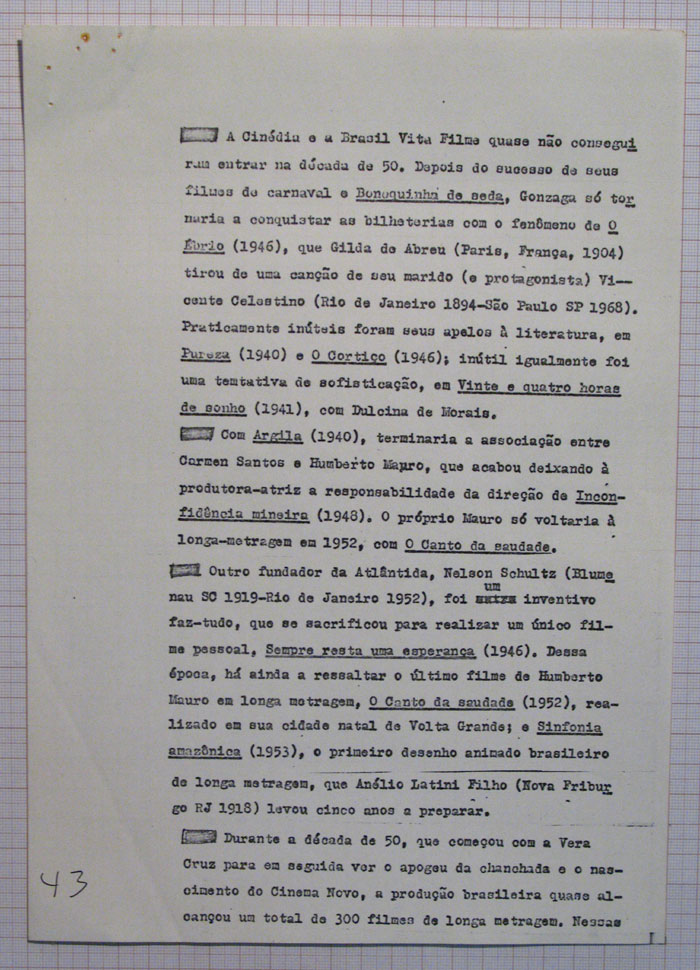 A Cinédia e a Brasil Vita Filme quase não consegui
ram entrar na década de 50. Depois do sucesso de seus
filmes de carnaval e Bonequinha de seda, Gonzaga só tor
naria a conquistar as bilheterias com o fenômeno de O
Ébrio (1946), que Gilda de Abreu (Paris, França, 1904)
tirou de uma canção de seu marido (e protagonista) Vi--
cente Celestino (Rio de Janeiro 1894-São Paulo SP 1968).
Praticamente inúteis foram seus apelos à literatura, em
Pureza (1940) e O Cortiço (1946); inútil igualmente foi
uma temtativa de sofisticação, em Vinte e quatro horas
de sonho (1941), com Dulcina de Morais.
Com Argila (1940), terminaria a associação entre
Carmen Santos e Humberto Mauro, que acabou deixando à
produtora-atriz a responsabilidade da direção de Incon-
fidência mineira (1948). O próprio Mauro só voltaria à
longa-metragem em 1952, com O Canto da saudade.
Outro fundador da Atlântida, Nelson Schultz (Blume
nau SC 1919-Rio de Janeiro 1952), foi um inventivo
faz-tudo, que se sacrificou para realizar um único fil-
me pessoal, Sempre resta uma esperança (1946). Dessa
época, há ainda a ressaltar o último filme de Humberto
Mauro em longa metragem, O Canto da saudade (1952), rea-
lizado em sua cidade natal de Volta Grande; e Sinfonia
amazônica (1953), o primeiro desenho animado brasileiro
de longa metragem, que Anélio Latini Filho (Nova Fribur
go RJ 1918) levou cinco anos a preparar.
Durante a década de 50, que começou com a Vera
Cruz para em seguida ver o apogeu da chanchada e o nas-
cimento do Cinema Novo, a produção brasileira quase al-
cançou um total de 300 filmes de longa metragem. Nessas
43